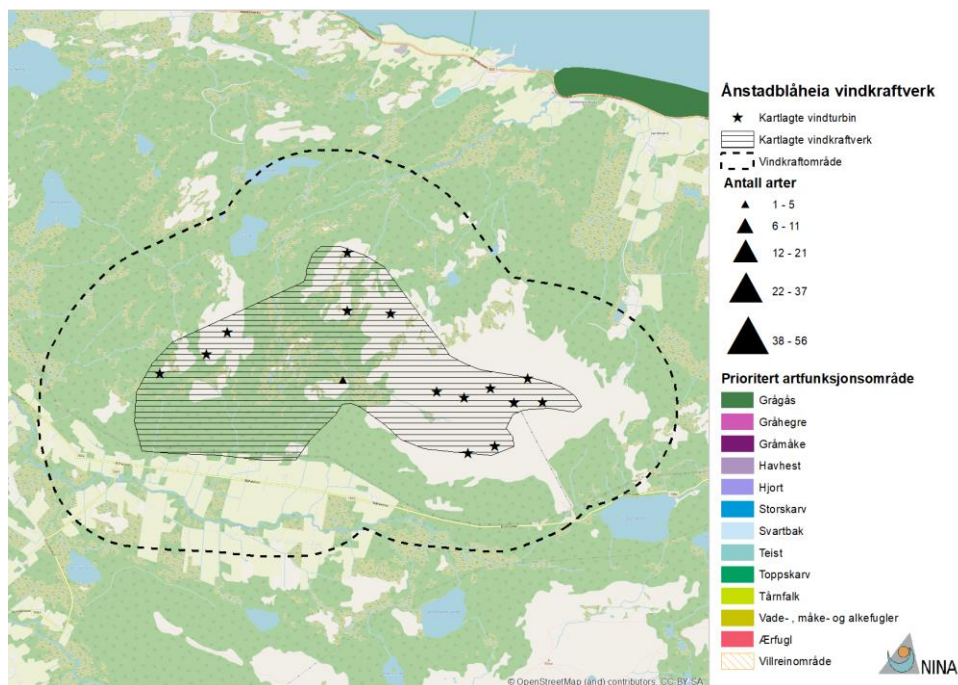 Ånstadblåheia vindkraftverk
Kartlagte vindturbin
Kartlagte vindkraftverk
Vindkraftområde
Antall arter
1 - 5
6 - 11
12 - 21
22 - 37
38 - 56
Prioritert artfunksjonsområde
Grågås
Gråhegre
Gråmåke
Havhest
Hjort
Storskarv
Svartbak
Teist
Toppskarv
Tårnfalk
Vade- , måke- og alkefugler
Ærfugl
Villreinområde
NINA
© OpenStreetMap (and) contributors, CC-BY-SA